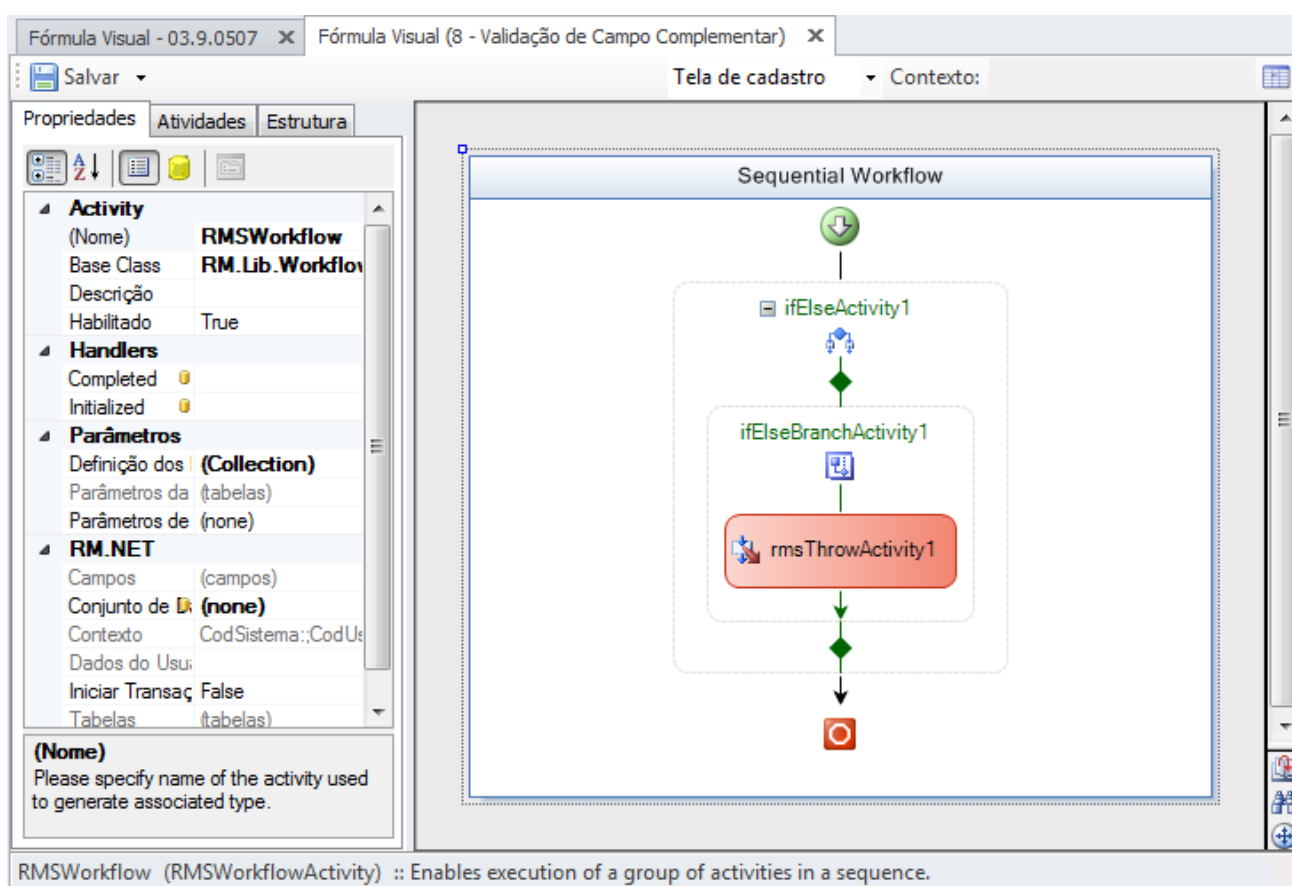 Fórmula Visual - 03.9.0507
Fórmula Visual (8 - Validação de Campo Complementar)
Salvar
Tela de cadastro
Contexto:
Propriedades Atividades Estrutura
Activity
(Nome) RMSWorkflow
Base Class RM.Lib.Workflow
Descrição
Habilitado True
Handlers
Completed
Initialized
Parâmetros
Definição dos (Collection)
Parâmetros da (tabelas)
Parâmetros de (none)
RM.NET
Campos (campos)
Conjunto de (none)
Contexto CodSistema:;CodUs
Dados do Usu
Iniciar Transaç False
Tabelas (tabelas)
(Nome)
Please specify name of the activity used
to generate associated type.
Sequential Workflow
ifElseActivity1
ifElseBranchActivity1
rmsThrowActivity1
RMSWorkflow (RMSWorkflowActivity) :: Enables execution of a group of activities in a sequence.